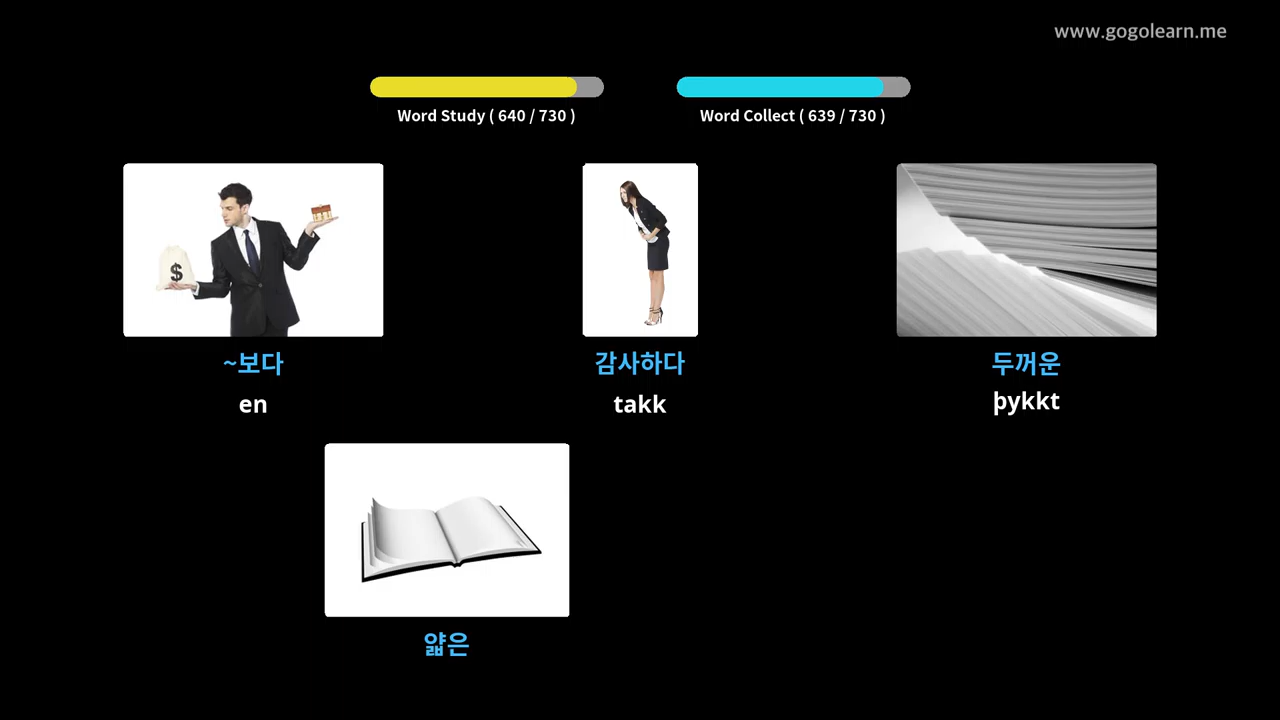 www.gogolearn.me
Word Study ( 640 / 730 )
Word Collect ( 639 / 730 )
$
~보다
en
감사하다
takk
두꺼운
þykkt
얇은